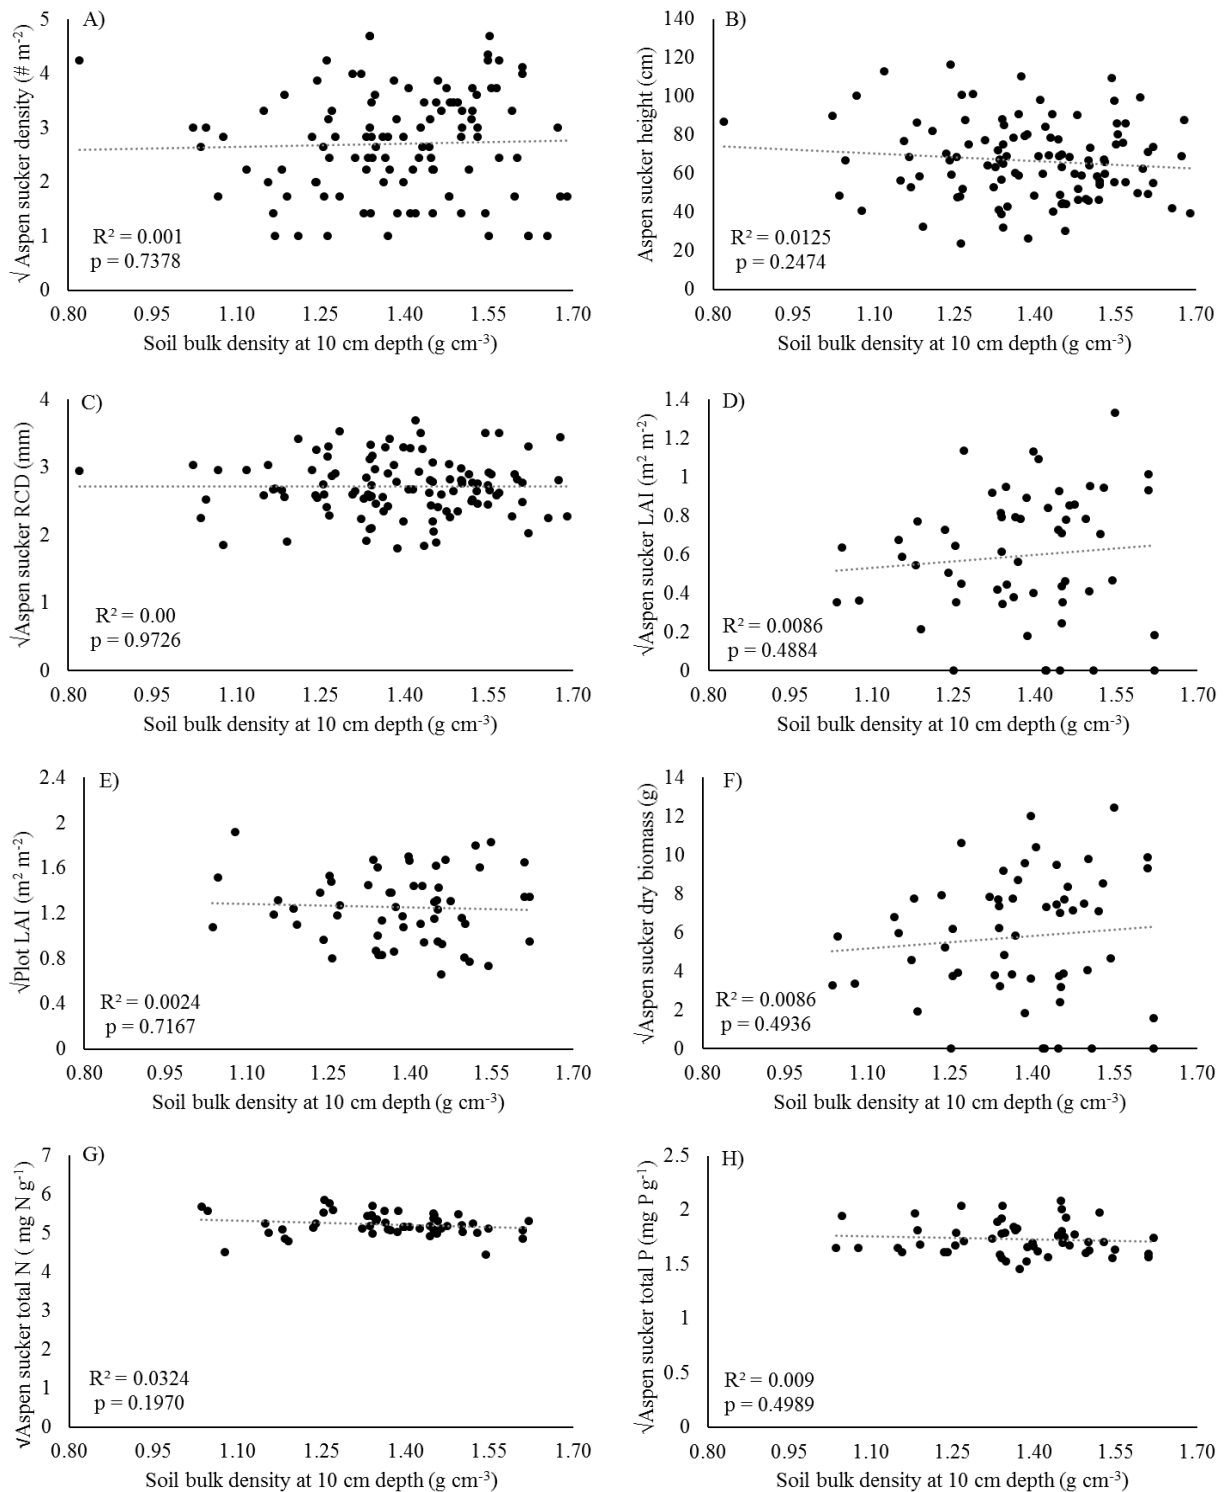 A)
√ Aspen sucker density (# m⁻²)
5
4
3
2
1
0
R² = 0.001
p = 0.7378
0.80 0.95 1.10 1.25 1.40 1.55 1.70
Soil bulk density at 10 cm depth (g cm⁻³)
B)
Aspen sucker height (cm)
140
120
100
80
60
40
20
0
R² = 0.0125
p = 0.2474
0.80 0.95 1.10 1.25 1.40 1.55 1.70
Soil bulk density at 10 cm depth (g cm⁻³)
C)
√Aspen sucker RCD (mm)
4
3
2
1
0
R² = 0.00
p = 0.9726
0.80 0.95 1.10 1.25 1.40 1.55 1.70
Soil bulk density at 10 cm depth (g cm⁻³)
D)
√Aspen sucker LAI (m² m⁻²)
1.4
1.2
1
0.8
0.6
0.4
0.2
0
R² = 0.0086
p = 0.4884
0.80 0.95 1.10 1.25 1.40 1.55 1.70
Soil bulk density at 10 cm depth (g cm⁻³)
E)
√Plot LAI (m² m⁻²)
2.4
2
1.6
1.2
0.8
0.4
0
R² = 0.0024
p = 0.7167
0.80 0.95 1.10 1.25 1.40 1.55 1.70
Soil bulk density at 10 cm depth (g cm⁻³)
F)
√Aspen sucker dry biomass (g)
14
12
10
8
6
4
2
0
R² = 0.0086
p = 0.4936
0.80 0.95 1.10 1.25 1.40 1.55 1.70
Soil bulk density at 10 cm depth (g cm⁻³)
G)
√Aspen sucker total N ( mg N g⁻¹)
7
6
5
4
3
2
1
0
R² = 0.0324
p = 0.1970
0.80 0.95 1.10 1.25 1.40 1.55 1.70
Soil bulk density at 10 cm depth (g cm⁻³)
H)
√Aspen sucker total P (mg P g⁻¹)
2.5
2
1.5
1
0.5
0
R² = 0.009
p = 0.4989
0.80 0.95 1.10 1.25 1.40 1.55 1.70
Soil bulk density at 10 cm depth (g cm⁻³)